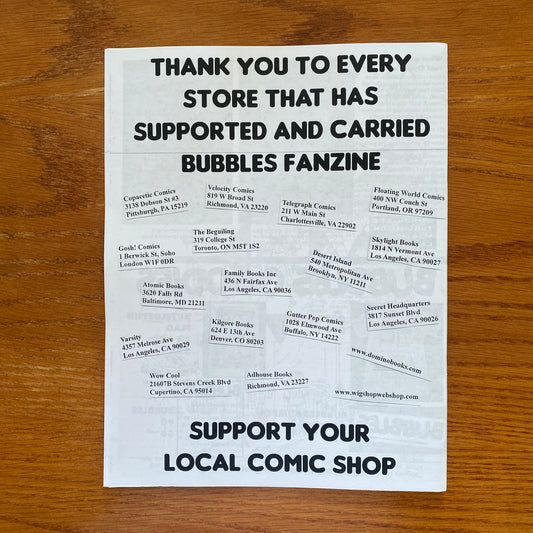 THANK YOU TO EVERY
STORE THAT HAS
SUPPORTED AND CARRIED
BUBBLES FANZINE
Copacetic Comics
3138 Dobson St #3
Pittsburgh, PA 15219
Velocity Comics
819 W Broad St
Richmond, VA 23220
Telegraph Comics
211 W Main St
Charlottesville, VA 22902
Floating World Comics
400 NW Couch St
Portland, OR 97209
Gosh! Comics
1 Berwick St, Soho
London W1F 0DR
The Beguiling
319 College St
Toronto, ON M5T 1S2
Desert Island
540 Metropolitan Ave
Brooklyn, NY 11211
Skylight Books
1814 N Vermont Ave
Los Angeles, CA 90027
Atomic Books
3620 Falls Rd
Baltimore, MD 21211
Family Books Inc
436 N Fairfax Ave
Los Angeles, CA 90036
Secret Headquarters
3817 Sunset Blvd
Los Angeles, CA 90026
Varsity
4357 Melrose Ave
Los Angeles, CA 90029
Kilgore Books
624 E 13th Ave
Denver, CO 80203
Gutter Pop Comics
1028 Elmwood Ave
Buffalo, NY 14222
www.dominobooks.com
Wow Cool
21607B Stevens Creek Blvd
Cupertino, CA 95014
Adhouse Books
Richmond, VA 23227
www.wigshopwebshop.com
SUPPORT YOUR
LOCAL COMIC SHOP